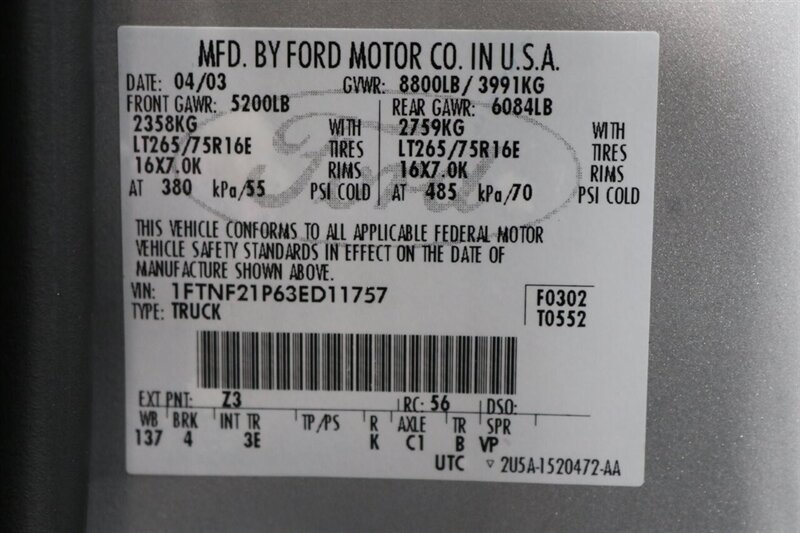 MFD. BY FORD MOTOR CO. IN U.S.A.
DATE: 04/03 GVWR: 8800LB/ 3991KG
FRONT GAWR: 5200LB REAR GAWR: 6084LB
2358KG WITH 2759KG WITH
LT265/75R16E TIRES LT265/75R16E TIRES
16X7.0K RIMS 16X7.0K RIMS
AT 380 kPa/55 PSI COLD AT 485 kPa/70 PSI COLD
Ford
THIS VEHICLE CONFORMS TO ALL APPLICABLE FEDERAL MOTOR
VEHICLE SAFETY STANDARDS IN EFFECT ON THE DATE OF
MANUFACTURE SHOWN ABOVE.
VIN: 1FTNF21P63ED11757 F0302
TYPE: TRUCK T0552
EXT PNT: Z3 RC: 56 DSO:
WB BRK INT TR TP/PS R AXLE TR SPR
137 4 3E K C1 B VP
UTC ▽ 2U5A-1520472-AA